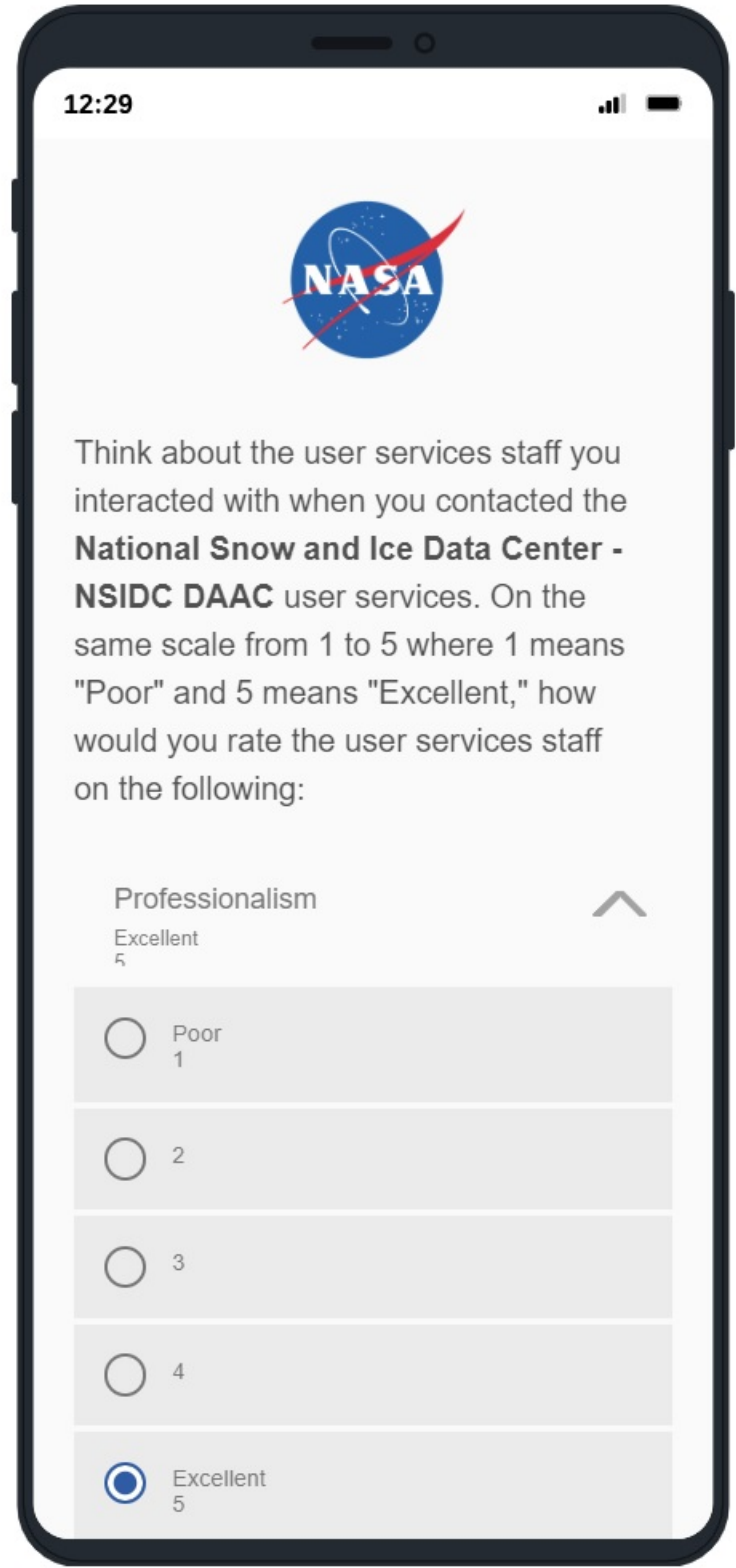 12:29
NASA
Think about the user services staff you
interacted with when you contacted the
National Snow and Ice Data Center -
NSIDC DAAC user services. On the
same scale from 1 to 5 where 1 means
"Poor" and 5 means "Excellent," how
would you rate the user services staff
on the following:
Professionalism
Excellent
5
Poor
1
2
3
4
Excellent
5